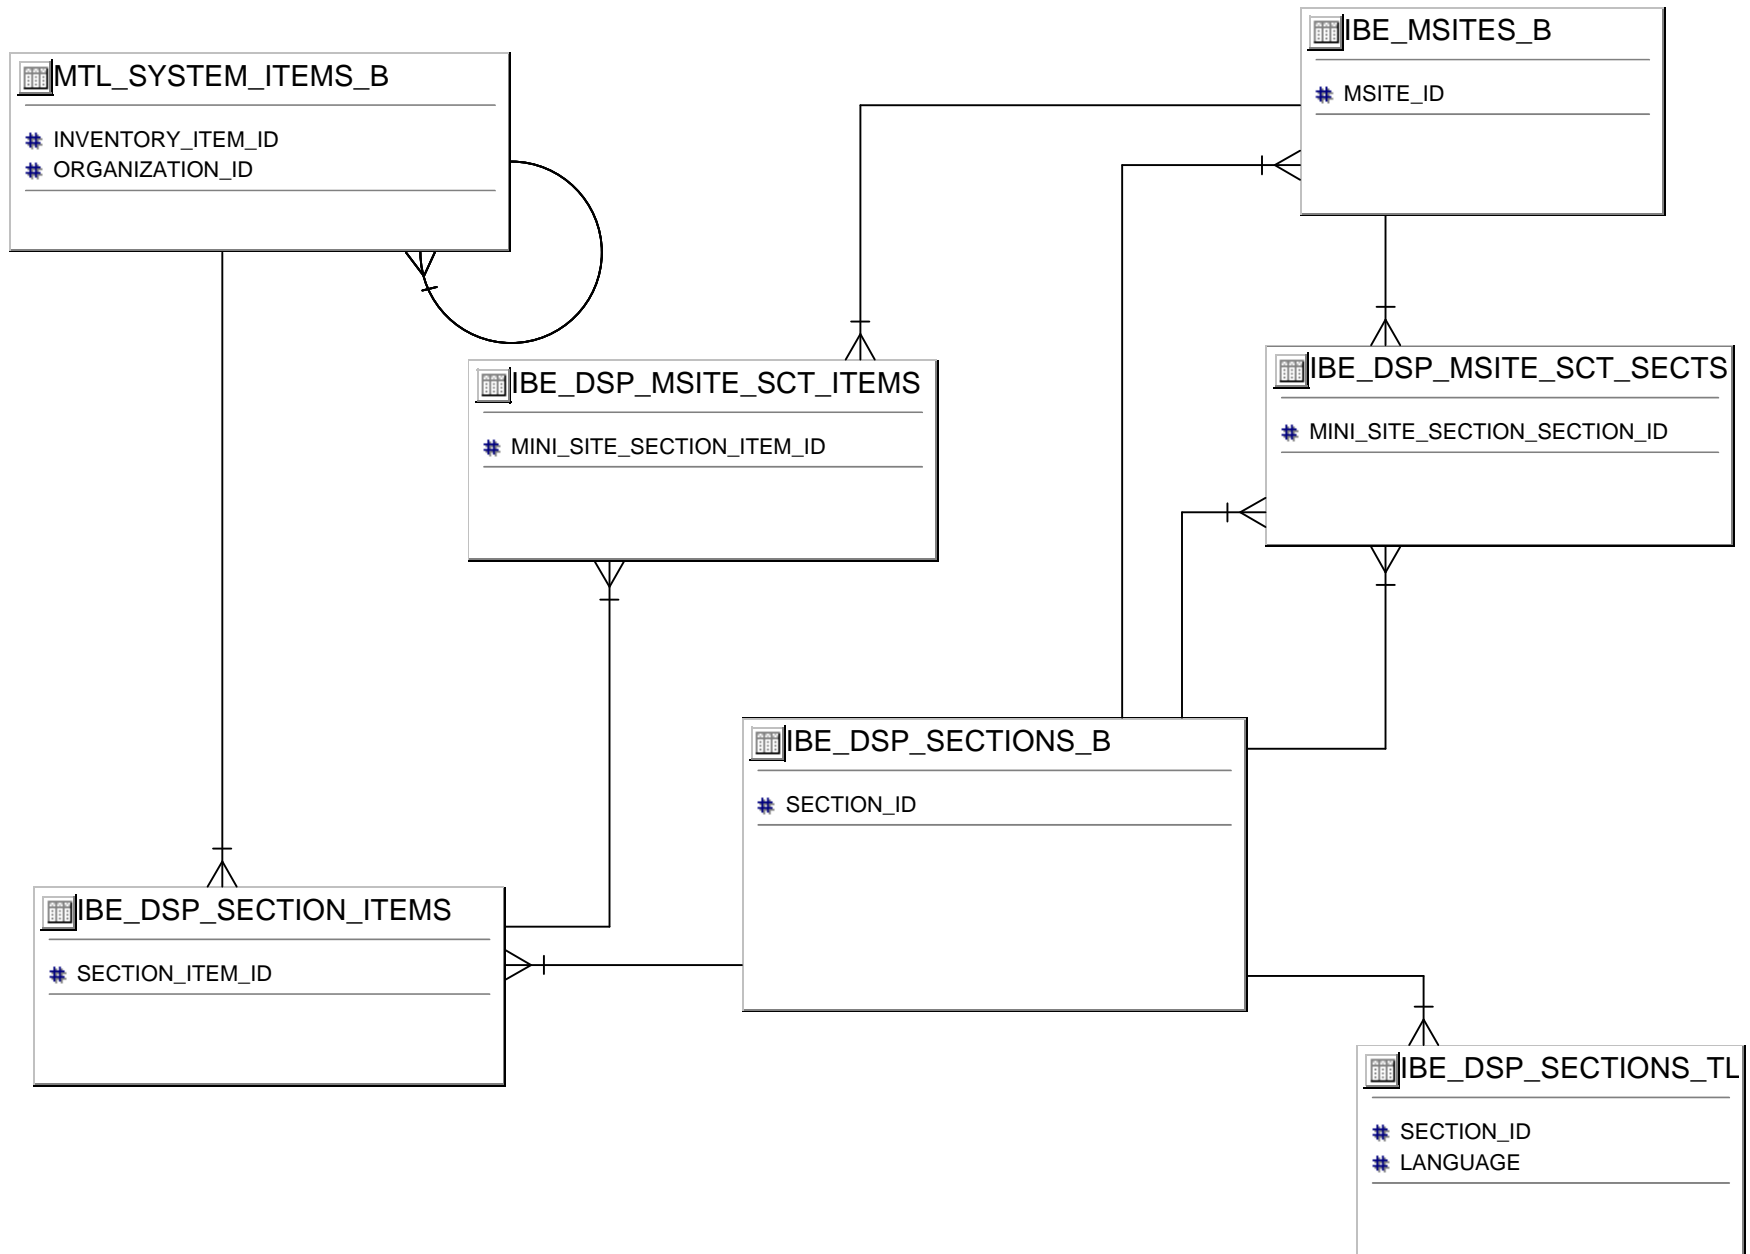 IBE_MSITES_B
# MSITE_ID
MTL_SYSTEM_ITEMS_B
# INVENTORY_ITEM_ID
# ORGANIZATION_ID
IBE_DSP_MSITE_SCT_ITEMS
# MINI_SITE_SECTION_ITEM_ID
IBE_DSP_MSITE_SCT_SECTS
# MINI_SITE_SECTION_SECTION_ID
IBE_DSP_SECTIONS_B
# SECTION_ID
IBE_DSP_SECTION_ITEMS
# SECTION_ITEM_ID
IBE_DSP_SECTIONS_TL
# SECTION_ID
# LANGUAGE